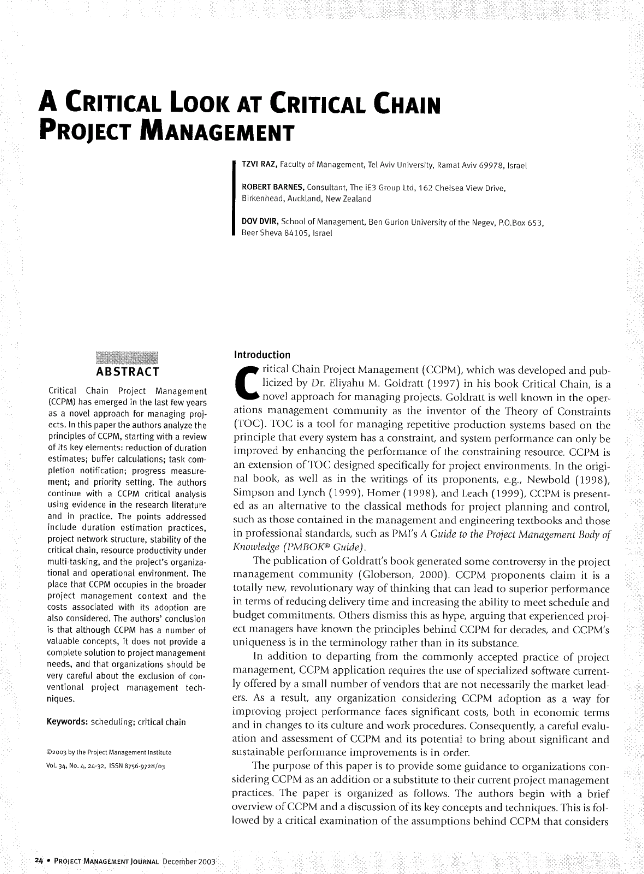 A CRITICAL LOOK AT CRITICAL CHAIN
PROJECT MANAGEMENT
TZVI RAZ, Faculty of Management, Tel Aviv University, Ramat Aviv 69978, Israel
ROBERT BARNES, Consultant, The iE3 Group Ltd, 162 Chelsea View Drive,
Birkenhead, Auckland, New Zealand
DOV DVIR, School of Management, Ben Gurion University of the Negev, P.O.Box 653,
Beer Sheva 84105, Israel
ABSTRACT
Critical Chain Project Management
(CCPM) has emerged in the last few years
as a novel approach for managing proj-
ects. In this paper the authors analyze the
principles of CCPM, starting with a review
of its key elements: reduction of duration
estimates; buffer calculations; task com-
pletion notification; progress measure-
ment; and priority setting. The authors
continue with a CCPM critical analysis
using evidence in the research literature
and in practice. The points addressed
include duration estimation practices,
project network structure, stability of the
critical chain, resource productivity under
multi-tasking, and the project's organiza-
tional and operational environment. The
place that CCPM occupies in the broader
project management context and the
costs associated with its adoption are
also considered. The authors' conclusion
is that although CCPM has a number of
valuable concepts, it does not provide a
complete solution to project management
needs, and that organizations should be
very careful about the exclusion of con-
ventional project management tech-
niques.
Keywords: scheduling; critical chain
©2003 by the Project Management Institute
Vol. 34, No. 4, 24-32, ISSN 8756-9728/03
Introduction
Critical Chain Project Management (CCPM), which was developed and pub-
licized by Dr. Eliyahu M. Goldratt (1997) in his book Critical Chain, is a
novel approach for managing projects. Goldratt is well known in the oper-
ations management community as the inventor of the Theory of Constraints
(TOC). TOC is a tool for managing repetitive production systems based on the
principle that every system has a constraint, and system performance can only be
improved by enhancing the performance of the constraining resource. CCPM is
an extension of TOC designed specifically for project environments. In the origi-
nal book, as well as in the writings of its proponents, e.g., Newbold (1998),
Simpson and Lynch (1999), Homer (1998), and Leach (1999), CCPM is present-
ed as an alternative to the classical methods for project planning and control,
such as those contained in the management and engineering textbooks and those
in professional standards, such as PMI's A Guide to the Project Management Body of
Knowledge (PMBOK® Guide).
The publication of Goldratt's book generated some controversy in the project
management community (Globerson, 2000). CCPM proponents claim it is a
totally new, revolutionary way of thinking that can lead to superior performance
in terms of reducing delivery time and increasing the ability to meet schedule and
budget commitments. Others dismiss this as hype, arguing that experienced proj-
ect managers have known the principles behind CCPM for decades, and CCPM's
uniqueness is in the terminology rather than in its substance.
In addition to departing from the commonly accepted practice of project
management, CCPM application requires the use of specialized software current-
ly offered by a small number of vendors that are not necessarily the market lead-
ers. As a result, any organization considering CCPM adoption as a way for
improving project performance faces significant costs, both in economic terms
and in changes to its culture and work procedures. Consequently, a careful evalu-
ation and assessment of CCPM and its potential to bring about significant and
sustainable performance improvements is in order.
The purpose of this paper is to provide some guidance to organizations con-
sidering CCPM as an addition or a substitute to their current project management
practices. The paper is organized as follows. The authors begin with a brief
overview of CCPM and a discussion of its key concepts and techniques. This is fol-
lowed by a critical examination of the assumptions behind CCPM that considers
24 • PROJECT MANAGEMENT JOURNAL December 2003